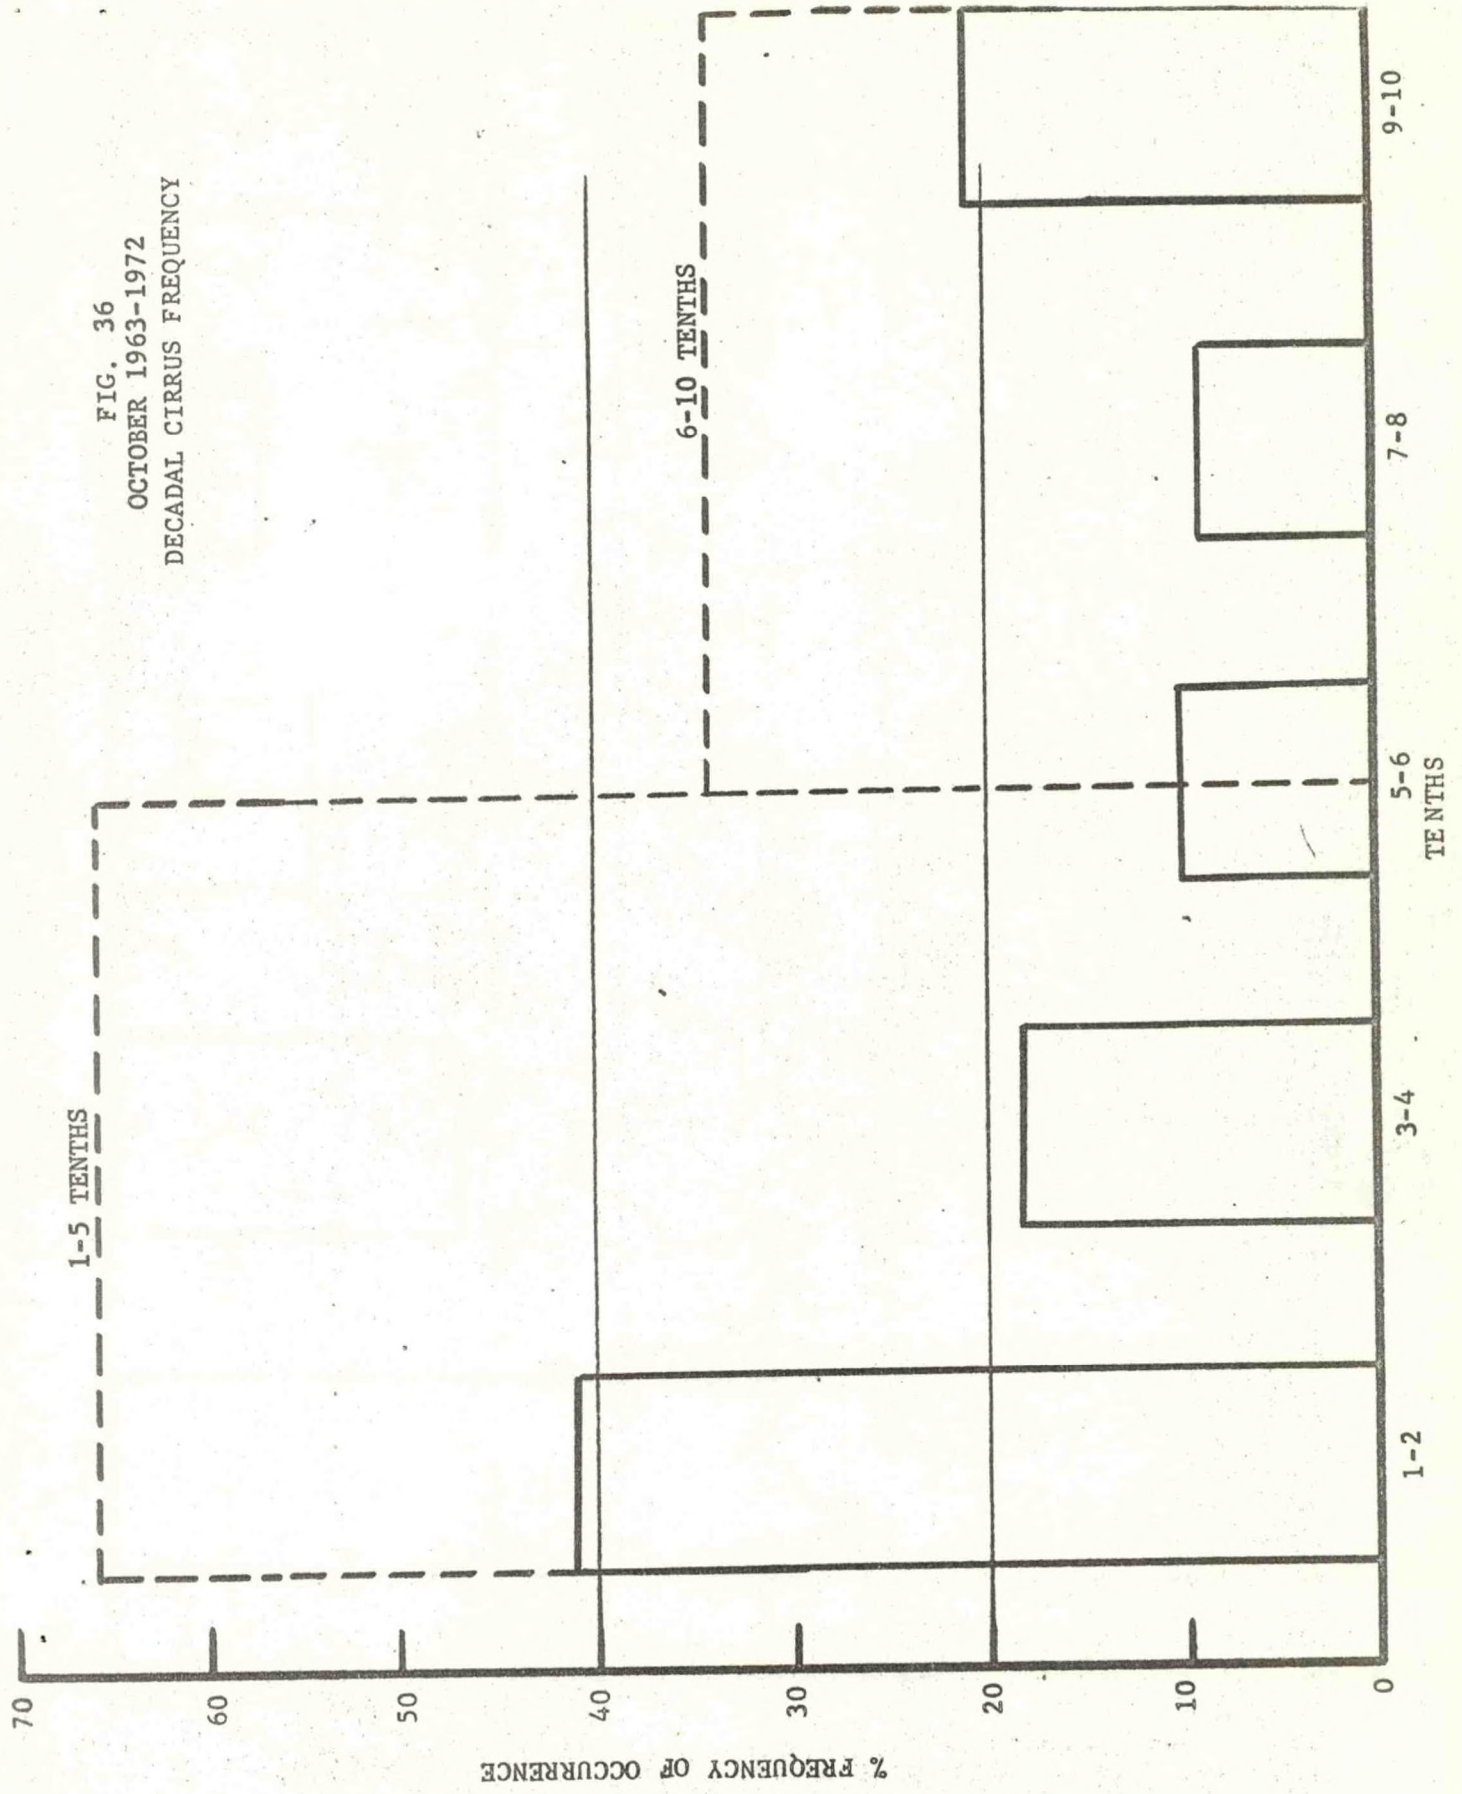 FIG. 36
OCTOBER 1963-1972
DECADAL CIRRUS FREQUENCY
1-5 TENTHS
6-10 TENTHS
% FREQUENCY OF OCCURRENCE
70
60
50
40
30
20
10
0
1-2
3-4
5-6
7-8
9-10
TENTHS